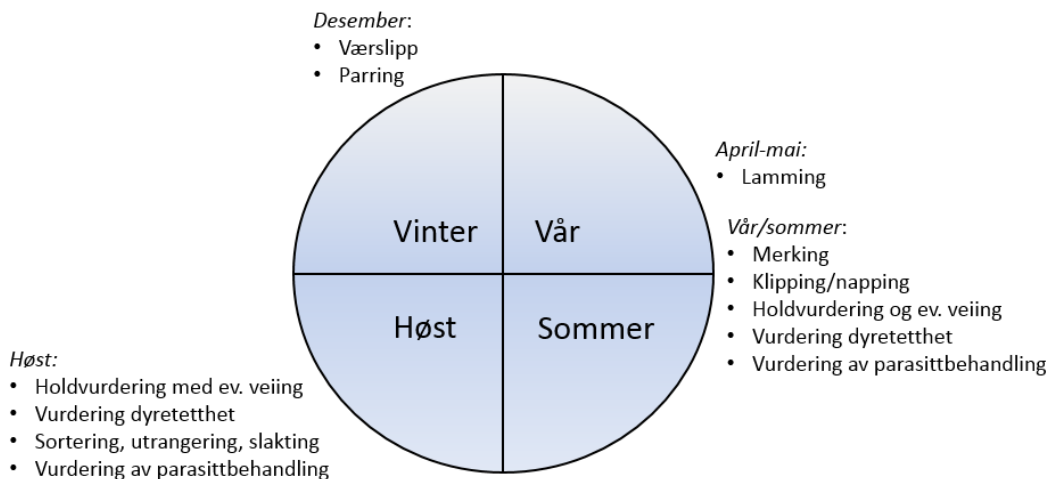 Desember:
• Værslipp
• Parring
April-mai:
• Lamming
Vinter
Vår
Vår/sommer:
• Merking
• Klipping/napping
• Holdvurdering og ev. veiing
• Vurdering dyretetthet
• Vurdering av parasittbehandling
Høst
Sommer
Høst:
• Holdvurdering med ev. veiing
• Vurdering dyretetthet
• Sortering, utrangering, slakting
• Vurdering av parasittbehandling